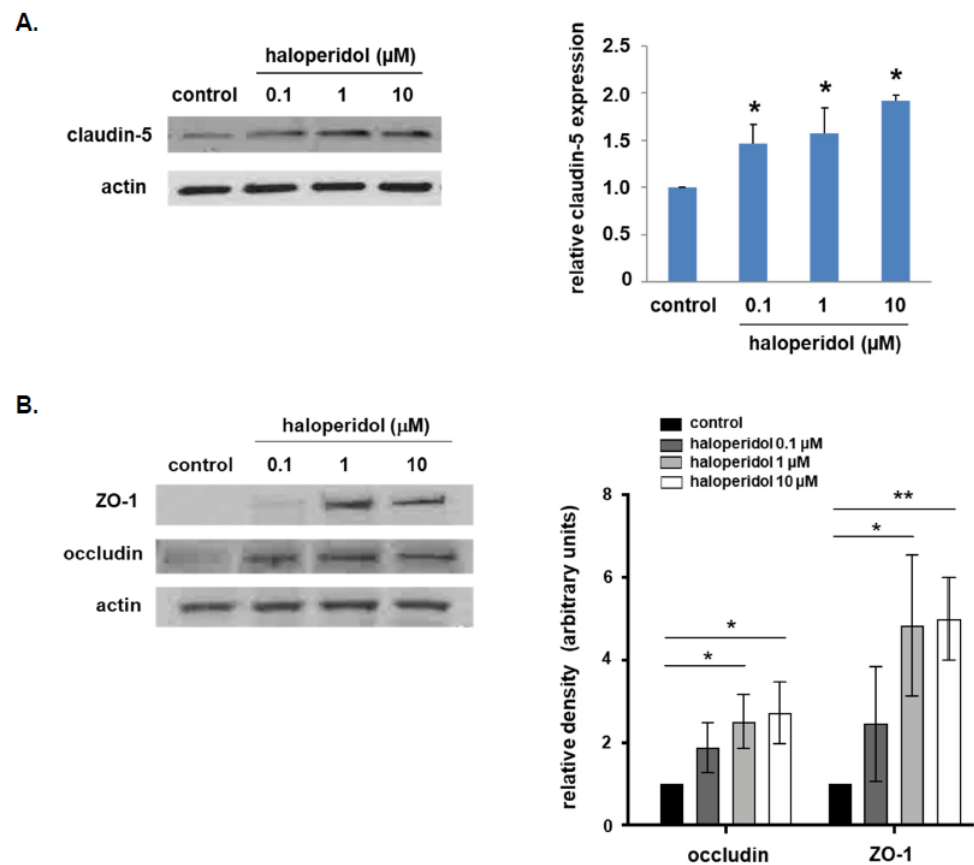 A.
haloperidol (µM)
control 0.1 1 10
claudin-5
actin
relative claudin-5 expression
2.5
2.0
1.5
1.0
0.5
0
* * *
control 0.1 1 10
haloperidol (µM)
B.
haloperidol (µM)
control 0.1 1 10
ZO-1
occludin
actin
control
haloperidol 0.1 µM
haloperidol 1 µM
haloperidol 10 µM
relative density (arbitrary units)
8
6
4
2
0
**
*
*
*
occludin ZO-1